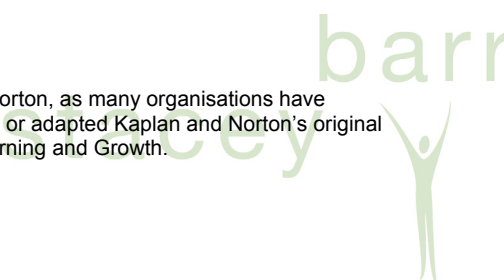 barr
orton, as many organisations have
or adapted Kaplan and Norton's original
rning and Growth.
stacey